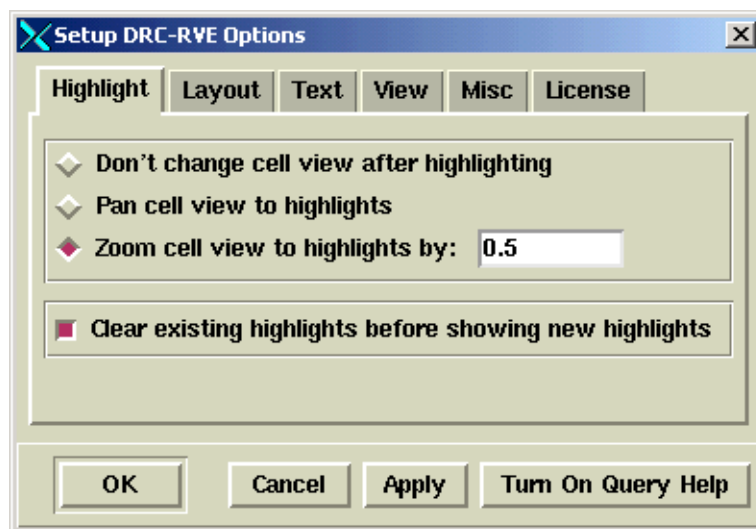 Setup DRC-RVE Options
Highlight Layout Text View Misc License
Don't change cell view after highlighting
Pan cell view to highlights
Zoom cell view to highlights by: 0.5
Clear existing highlights before showing new highlights
OK Cancel Apply Turn On Query Help